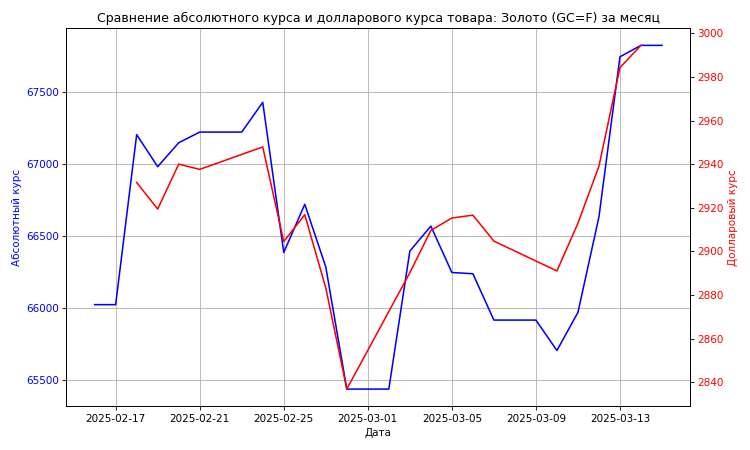 Сравнение абсолютного курса и долларового курса товара: Золото (GC=F) за месяц
Абсолютный курс
67500
67000
66500
66000
65500
3000
2980
2960
2940
2920
2900
2880
2860
2840
Долларовый курс
2025-02-17 2025-02-21 2025-02-25 2025-03-01 2025-03-05 2025-03-09 2025-03-13
Дата